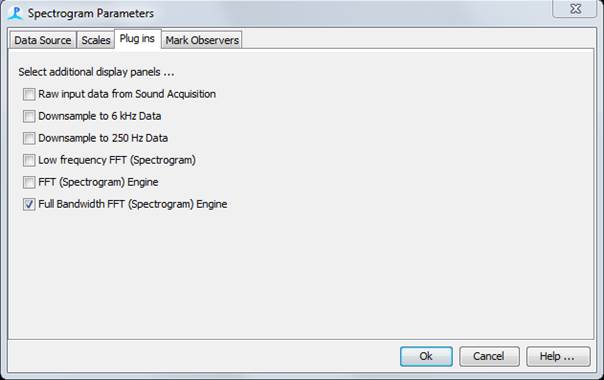 Spectrogram Parameters
Data Source Scales Plug ins Mark Observers
Select additional display panels ...
Raw input data from Sound Acquisition
Downsample to 6 kHz Data
Downsample to 250 Hz Data
Low frequency FFT (Spectrogram)
FFT (Spectrogram) Engine
Full Bandwidth FFT (Spectrogram) Engine
Ok Cancel Help ...